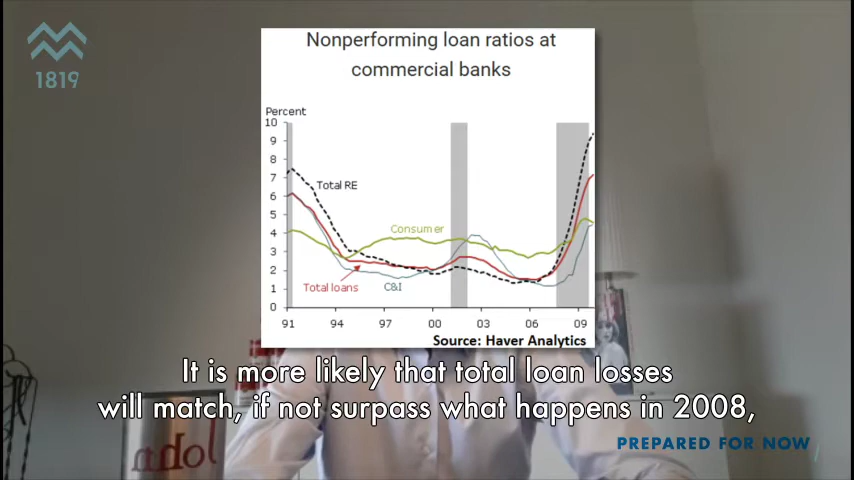 1819
Nonperforming loan ratios at
commercial banks
Percent
10
9
8
7
6
5
4
3
2
1
0
Total RE
Consumer
Total loans
C&I
91 94 97 00 03 06 09
Source: Haver Analytics
It is more likely that total loan losses
will match, if not surpass what happens in 2008,
PREPARED FOR NOW